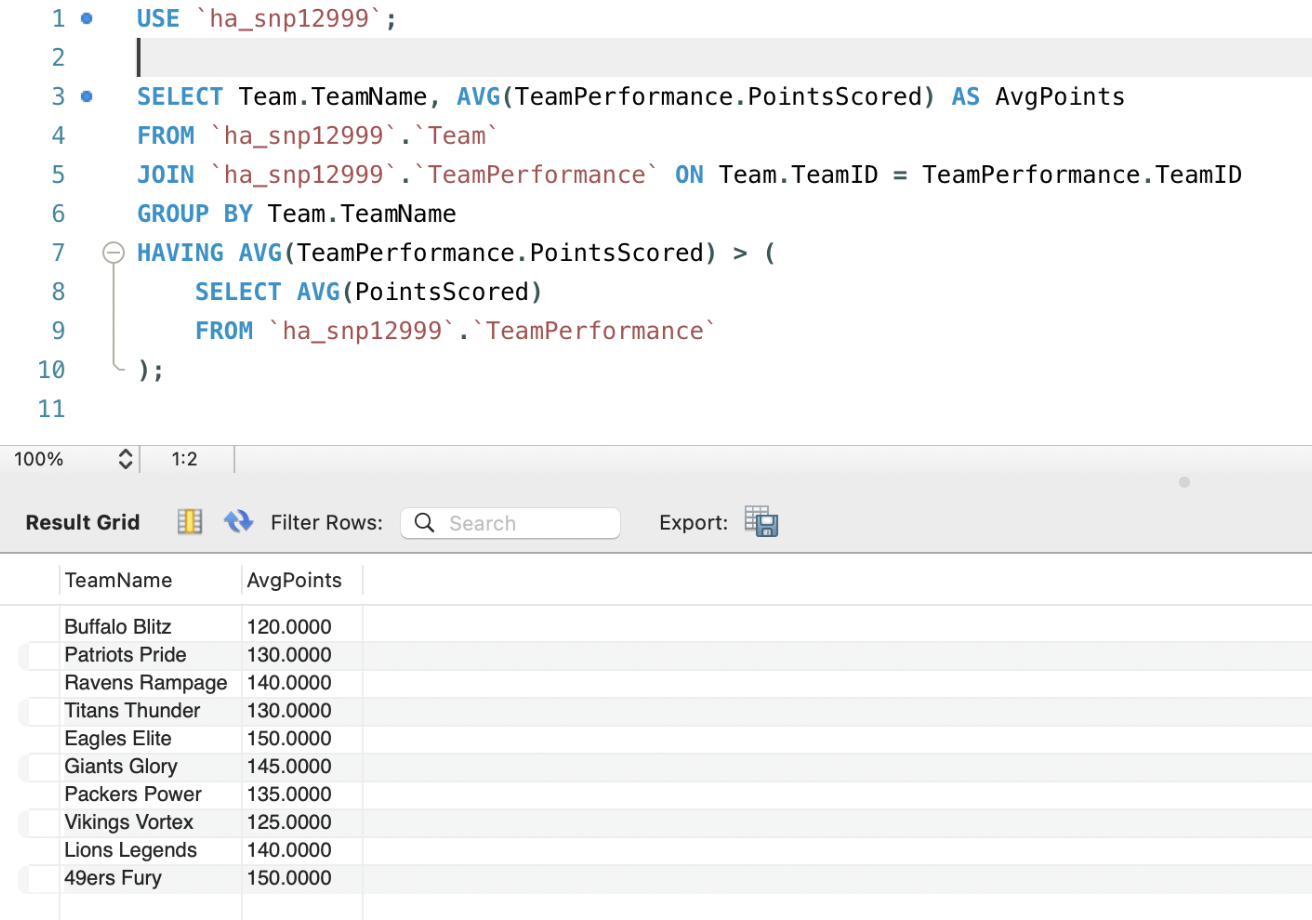 1 USE `ha_snp12999`;
2
3 SELECT Team.TeamName, AVG(TeamPerformance.PointsScored) AS AvgPoints
4 FROM `ha_snp12999`.`Team`
5 JOIN `ha_snp12999`.`TeamPerformance` ON Team.TeamID = TeamPerformance.TeamID
6 GROUP BY Team.TeamName
7 HAVING AVG(TeamPerformance.PointsScored) > (
8 SELECT AVG(PointsScored)
9 FROM `ha_snp12999`.`TeamPerformance`
10 );
11
100% 1:2
Result Grid Filter Rows: Search Export:
TeamName AvgPoints
Buffalo Blitz 120.0000
Patriots Pride 130.0000
Ravens Rampage 140.0000
Titans Thunder 130.0000
Eagles Elite 150.0000
Giants Glory 145.0000
Packers Power 135.0000
Vikings Vortex 125.0000
Lions Legends 140.0000
49ers Fury 150.0000